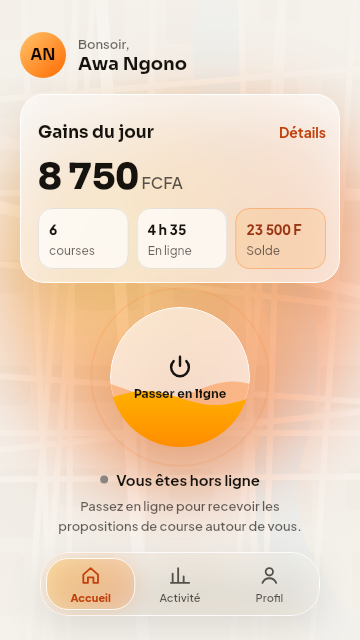 AN
Bonsoir,
Awa Ngono
Gains du jour
Détails
8 750 FCFA
6
courses
4 h 35
En ligne
23 500 F
Solde
Passer en ligne
Vous êtes hors ligne
Passez en ligne pour recevoir les
propositions de course autour de vous.
Accueil
Activité
Profil